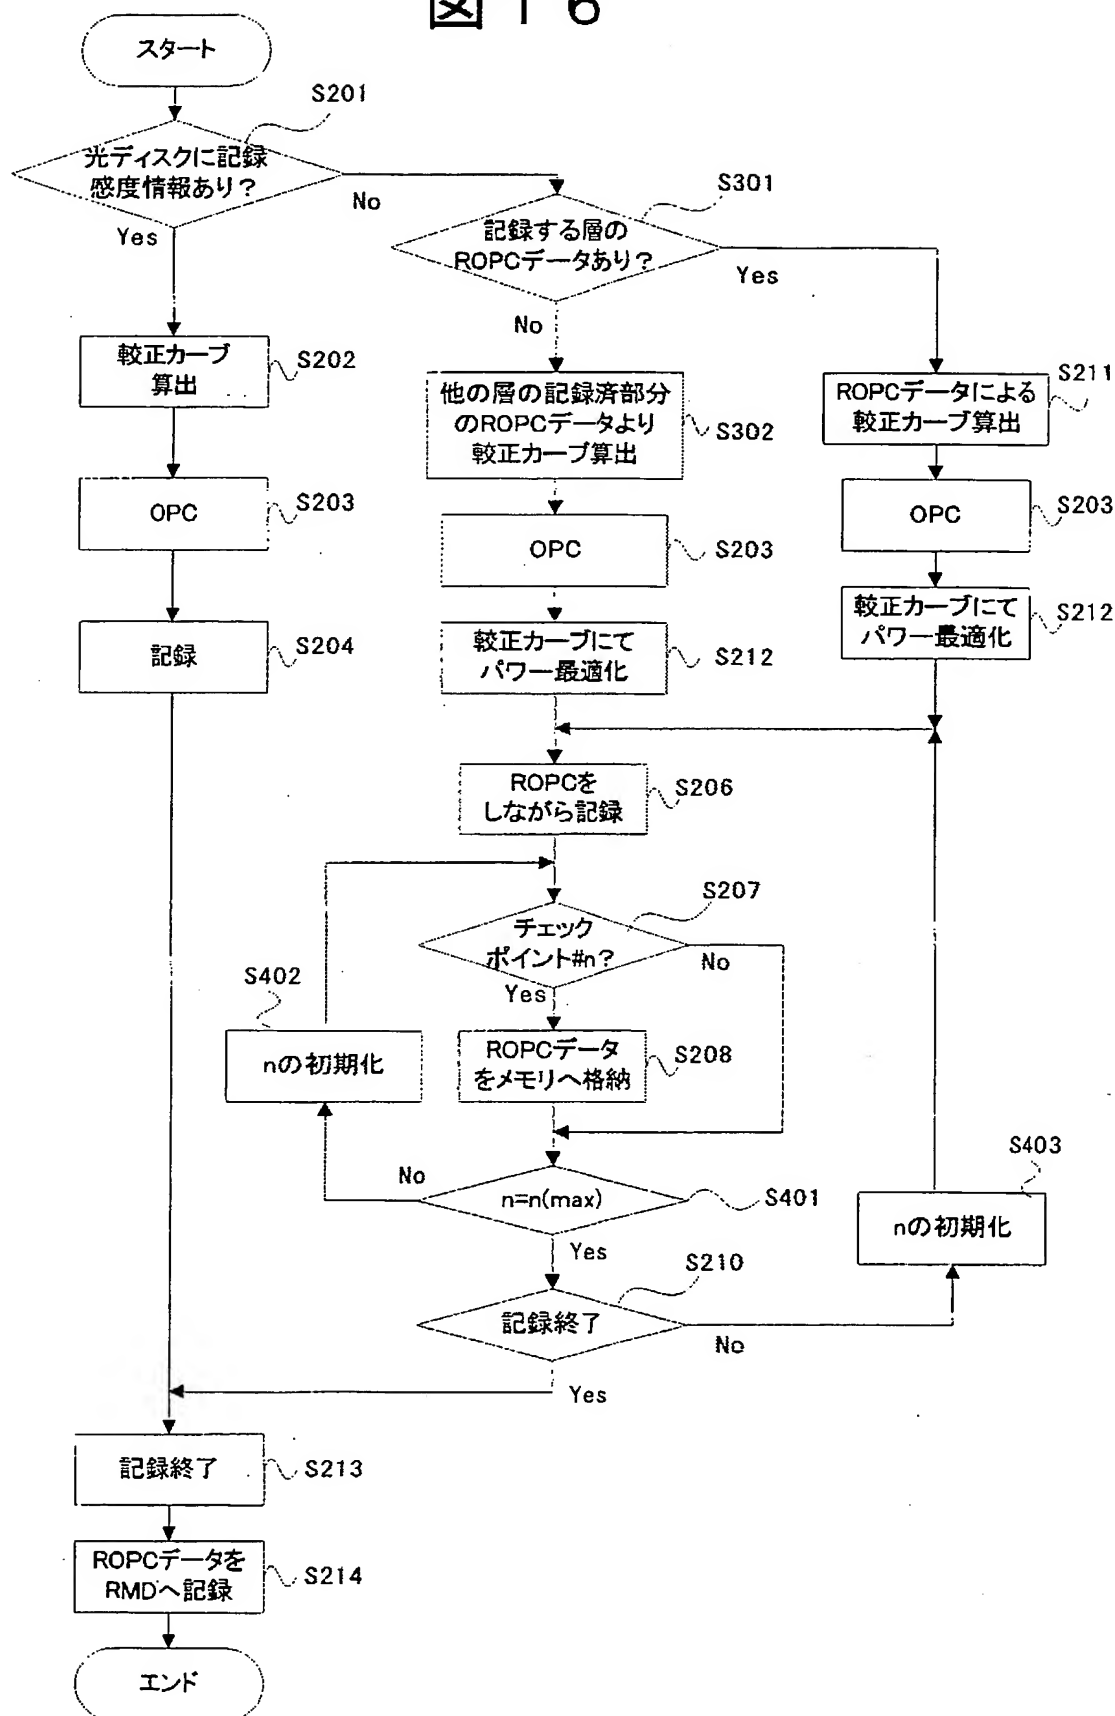 図16
スタート
S201
光ディスクに記録
感度情報あり?
No
Yes
S301
記録する層の
ROPCデータあり?
Yes
No
較正カーブ
算出
S202
他の層の記録済部分
のROPCデータより
較正カーブ算出
S302
ROPCデータによる
較正カーブ算出
S211
OPC
S203
OPC
S203
OPC
S203
記録
S204
較正カーブにて
パワー最適化
S212
較正カーブにて
パワー最適化
S212
ROPCを
しながら記録
S206
S207
チェック
ポイント#n?
No
Yes
S402
nの初期化
ROPCデータ
をメモリへ格納
S208
No
n=n(max)
S401
Yes
S403
nの初期化
S210
記録終了
No
Yes
記録終了
S213
ROPCデータを
RMDへ記録
S214
エンド